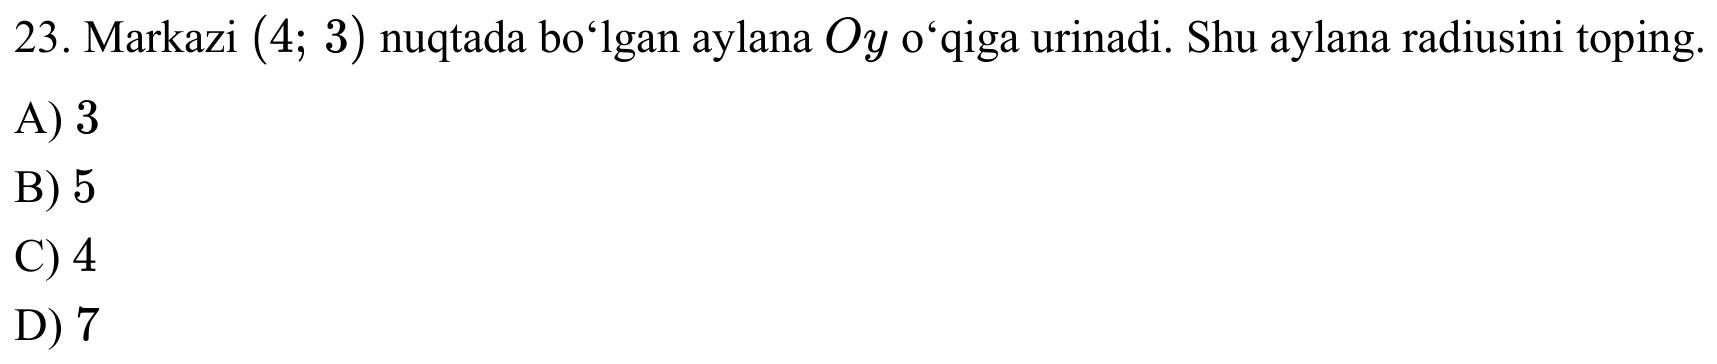 23. Markazi (4; 3) nuqtada bo‘lgan aylana Oy o‘qiga urinadi. Shu aylana radiusini toping.
A) 3
B) 5
C) 4
D) 7